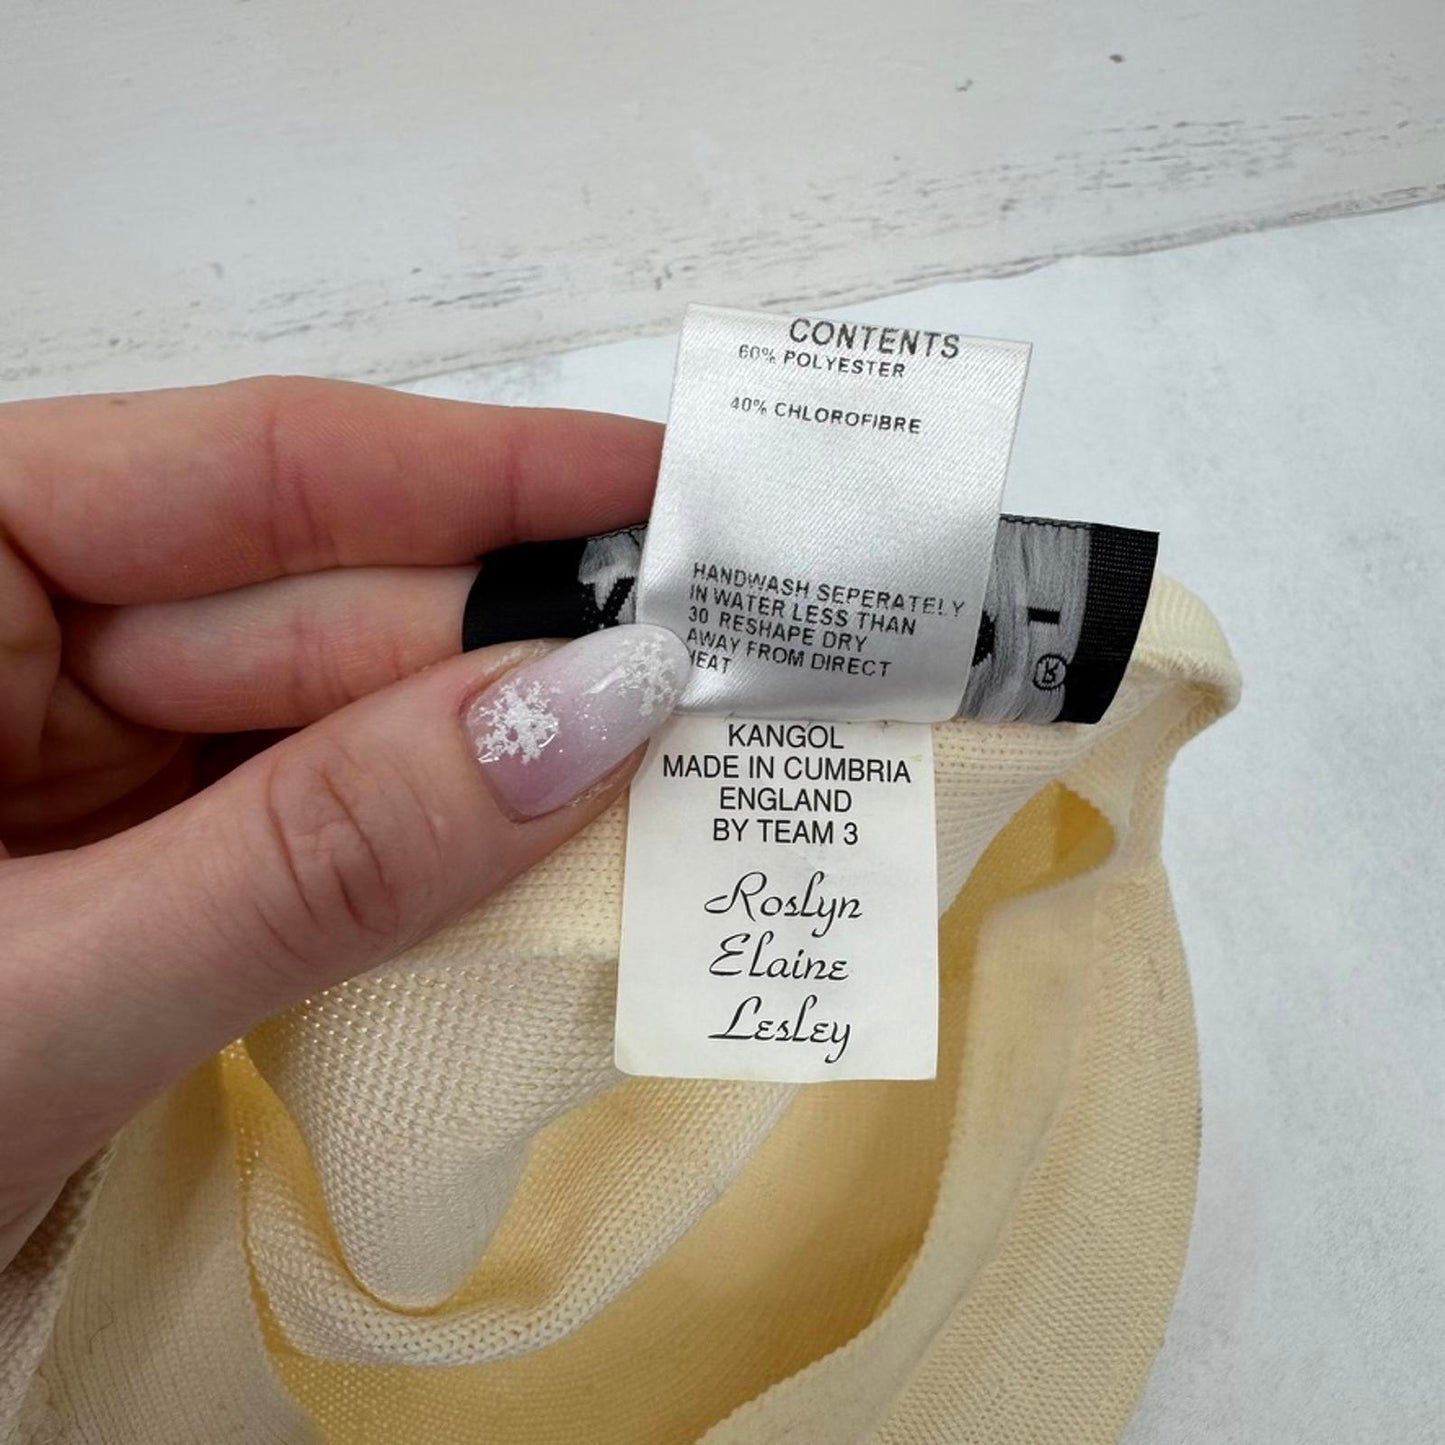 CONTENTS
60% POLYESTER
40% CHLOROFIBRE
HANDWASH SEPERATELY
IN WATER LESS THAN
30 RESHAPE DRY
AWAY FROM DIRECT
HEAT
®
KANGOL
MADE IN CUMBRIA
ENGLAND
BY TEAM 3
Roslyn
Elaine
Lesley